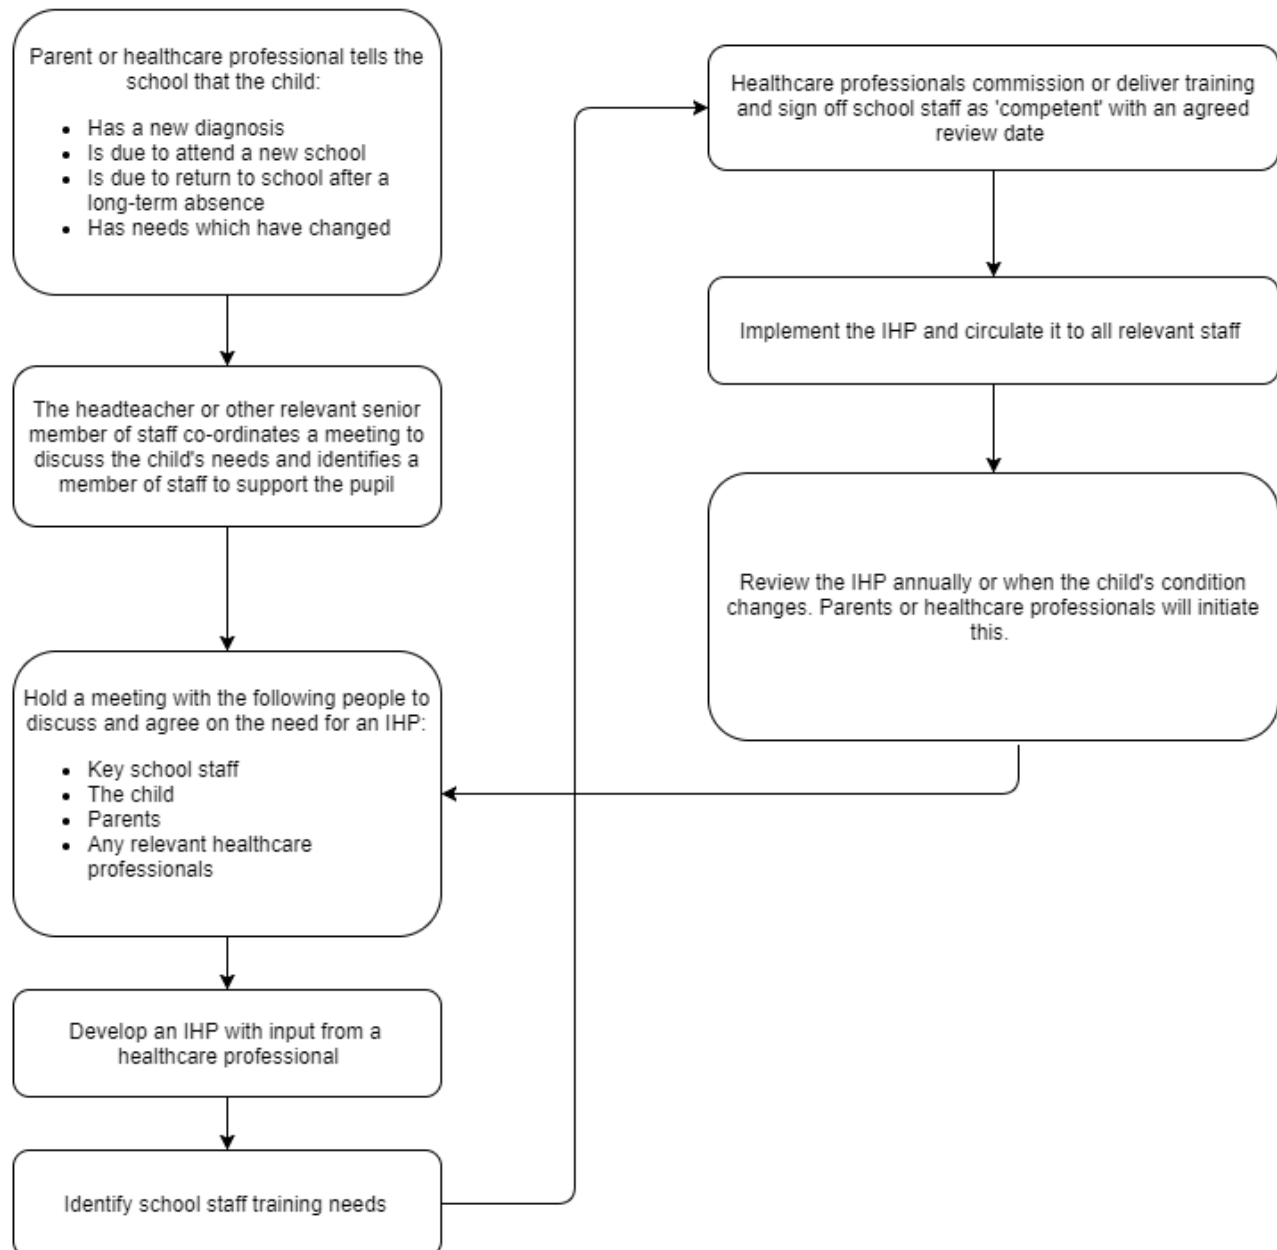 Parent or healthcare professional tells the
school that the child:
• Has a new diagnosis
• Is due to attend a new school
• Is due to return to school after a
long-term absence
• Has needs which have changed
The headteacher or other relevant senior
member of staff co-ordinates a meeting to
discuss the child's needs and identifies a
member of staff to support the pupil
Hold a meeting with the following people to
discuss and agree on the need for an IHP:
• Key school staff
• The child
• Parents
• Any relevant healthcare
professionals
Develop an IHP with input from a
healthcare professional
Identify school staff training needs
Healthcare professionals commission or deliver training
and sign off school staff as 'competent' with an agreed
review date
Implement the IHP and circulate it to all relevant staff
Review the IHP annually or when the child's condition
changes. Parents or healthcare professionals will initiate
this.